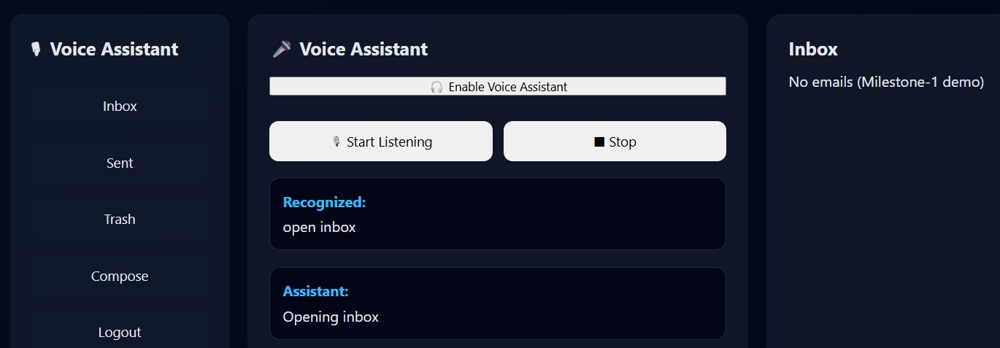 🎙️ Voice Assistant
Inbox
Sent
Trash
Compose
Logout
🎤 Voice Assistant
🎧 Enable Voice Assistant
🎙️ Start Listening
⏹ Stop
Recognized:
open inbox
Assistant:
Opening inbox
Inbox
No emails (Milestone-1 demo)